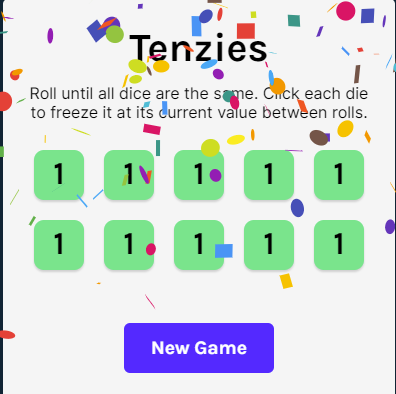 Tenzies
Roll until all dice are the same. Click each die
to freeze it at its current value between rolls.
1 1 1 1 1
1 1 1 1 1
New Game